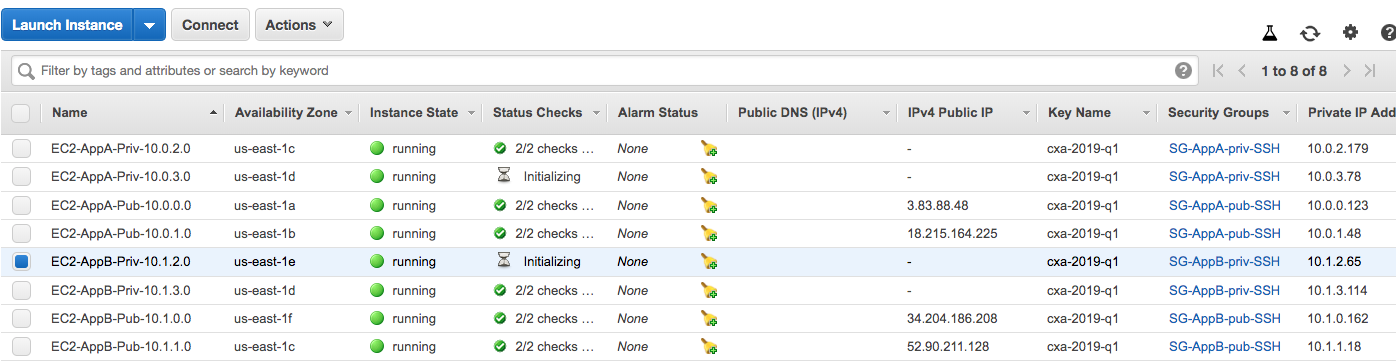 Launch Instance Connect Actions
Filter by tags and attributes or search by keyword 1 to 8 of 8
Name Availability Zone Instance State Status Checks Alarm Status Public DNS (IPv4) IPv4 Public IP Key Name Security Groups Private IP Add
EC2-AppA-Priv-10.0.2.0 us-east-1c running 2/2 checks ... None - cxa-2019-q1 SG-AppA-priv-SSH 10.0.2.179
EC2-AppA-Priv-10.0.3.0 us-east-1d running Initializing None - cxa-2019-q1 SG-AppA-priv-SSH 10.0.3.78
EC2-AppA-Pub-10.0.0.0 us-east-1a running 2/2 checks ... None 3.83.88.48 cxa-2019-q1 SG-AppA-pub-SSH 10.0.0.123
EC2-AppA-Pub-10.0.1.0 us-east-1b running 2/2 checks ... None 18.215.164.225 cxa-2019-q1 SG-AppA-pub-SSH 10.0.1.48
EC2-AppB-Priv-10.1.2.0 us-east-1e running Initializing None - cxa-2019-q1 SG-AppB-priv-SSH 10.1.2.65
EC2-AppB-Priv-10.1.3.0 us-east-1d running 2/2 checks ... None - cxa-2019-q1 SG-AppB-priv-SSH 10.1.3.114
EC2-AppB-Pub-10.1.0.0 us-east-1f running 2/2 checks ... None 34.204.186.208 cxa-2019-q1 SG-AppB-pub-SSH 10.1.0.162
EC2-AppB-Pub-10.1.1.0 us-east-1c running 2/2 checks ... None 52.90.211.128 cxa-2019-q1 SG-AppB-pub-SSH 10.1.1.18